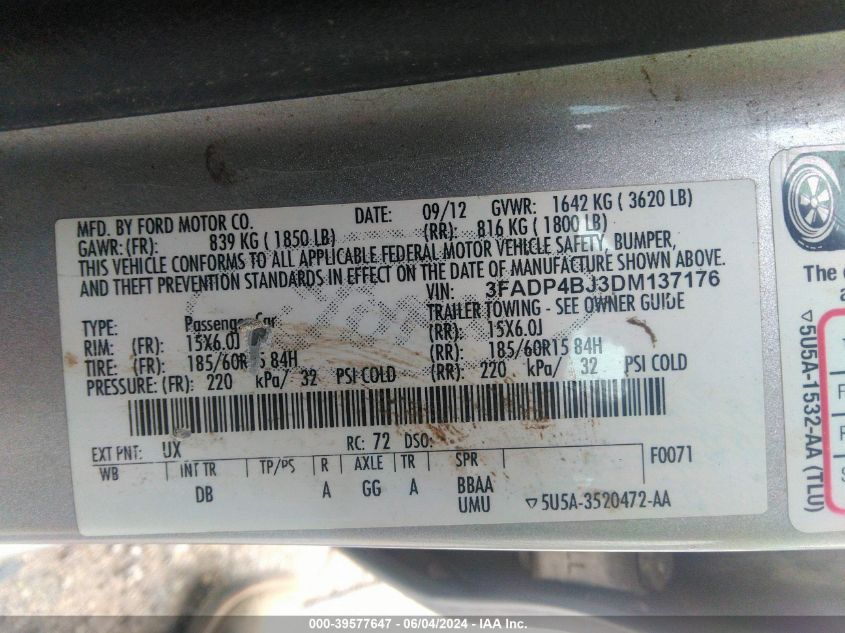 MFD. BY FORD MOTOR CO. DATE: 09/12 GVWR: 1642 KG ( 3620 LB)
GAWR: (FR): 839 KG ( 1850 LB) (RR): 816 KG ( 1800 LB)
THIS VEHICLE CONFORMS TO ALL APPLICABLE FEDERAL MOTOR VEHICLE SAFETY, BUMPER,
AND THEFT PREVENTION STANDARDS IN EFFECT ON THE DATE OF MANUFACTURE SHOWN ABOVE.
VIN: 3FADP4BJ3DM137176
TYPE: Passenger Car TRAILER TOWING - SEE OWNER GUIDE
RIM: (FR): 15X6.0J (RR): 15X6.0J
TIRE: (FR): 185/60R15 84H (RR): 185/60R15 84H
PRESSURE: (FR): 220 kPa/ 32 PSI COLD (RR): 220 kPa/ 32 PSI COLD
EXT PNT: UX RC: 72 DSO:
WB INT TR TP/PS R AXLE TR SPR F0071
DB A GG A BBAA
UMU ▽5U5A-3520472-AA
The
▽5U5A-1532-AA (TLU)
000-39577647 - 06/04/2024 - IAA, Inc.